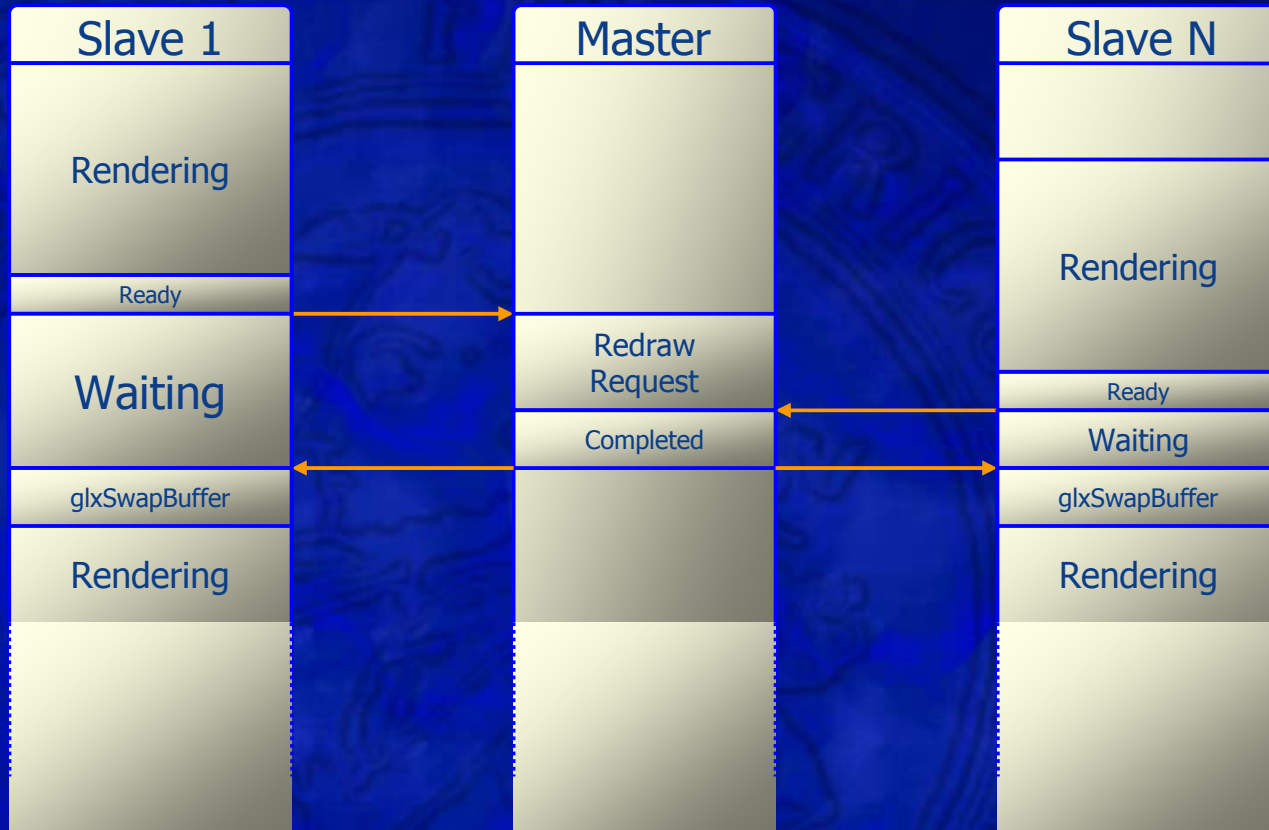 Slave 1
Rendering
Ready
Waiting
glxSwapBuffer
Rendering
Master
Redraw
Request
Completed
Slave N
Rendering
Ready
Waiting
glxSwapBuffer
Rendering